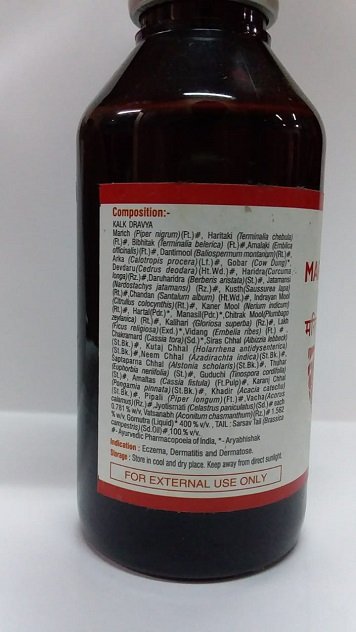 Composition:-
KALK DRAVYA
Marich (Piper nigrum)(Ft.)#, Haritaki (Terminalia chebula)
(Ft.)#, Bibhitak (Terminalia belerica) (Ft.)#,Amalaki (Emblica
officinalis)(Ft.)#, Dantimool (Baliospermum montanum)(Rt.)#,
Arka (Calotropis procera)(Lf.)#, Gobar (Cow Dung)*,
Devdaru(Cedrus deodara)(Ht.Wd.)#, Haridra(Curcuma
longa)(Rz.)#,Daruharidra(Berberis aristata)(St.)#, Jatamansi
(Nardostachys jatamansi) (Rz.)#, Kusth(Saussurea lapa)
(Rt.)#,Chandan (Santalum album) (Ht.Wd.)#, Indrayan Mool
(Citrullus colocynthis)(Rt.)#, Kaner Mool (Nerium indicum)
(Rt.)#, Hartal(Pdr.)*, Manasil(Pdr.)*,Chitrak Mool(Plumbago
zeylanica) (Rt.)#, Kalihari (Gloriosa superba) (Rz.)#, Lakh
(Ficus religiosa)(Exd.)*,Vidang (Embelia ribes) (Ft.)#,
Chakramard (Cassia tora)(Sd.)*,Siras Chhal (Albizzia lebbeck)
(St.Bk.)#, Kutaj Chhal (Holarrhena antidysenterica)
(St.Bk.)#,Neem Chhal (Azadirachta indica)(St.Bk.)#,
Saptaparna Chhal (Alstonia scholaris)(St.Bk.)#, Thuhar
Euphorbia neriifolia) (St.)#, Guduchi (Tinospora cordifolia)
(St.)#, Amaltas (Cassia fistula) (Ft.Pulp)#, Karanj Chhal
(Pongamia pinnata)(St.Bk.)#, Khadir (Acacia catechu)
(St.Bk.)#, Pipali (Piper longum)(Ft.)#,Vacha(Acorus
calamus)(Rz.)#,Jyotismati (Celastrus paniculatus)(Sd.)# each
0.781 % w/v, Vatsanabh (Aconitum chasmanthum)(Rz.)# 1.562
% w/v, Gomutra (Liquid)* 400 % v/v., TAIL : Sarsav Tail (Brassica
campestris)(Sd.Oil)#,100 % v/v.
#- Ayurvedic Pharmacopoeia of India, *- Aryabhishak
Indication : Eczema, Dermatitis and Dermatose.
Storage : Store in cool and dry place. Keep away from direct sunlight.
FOR EXTERNAL USE ONLY
MA